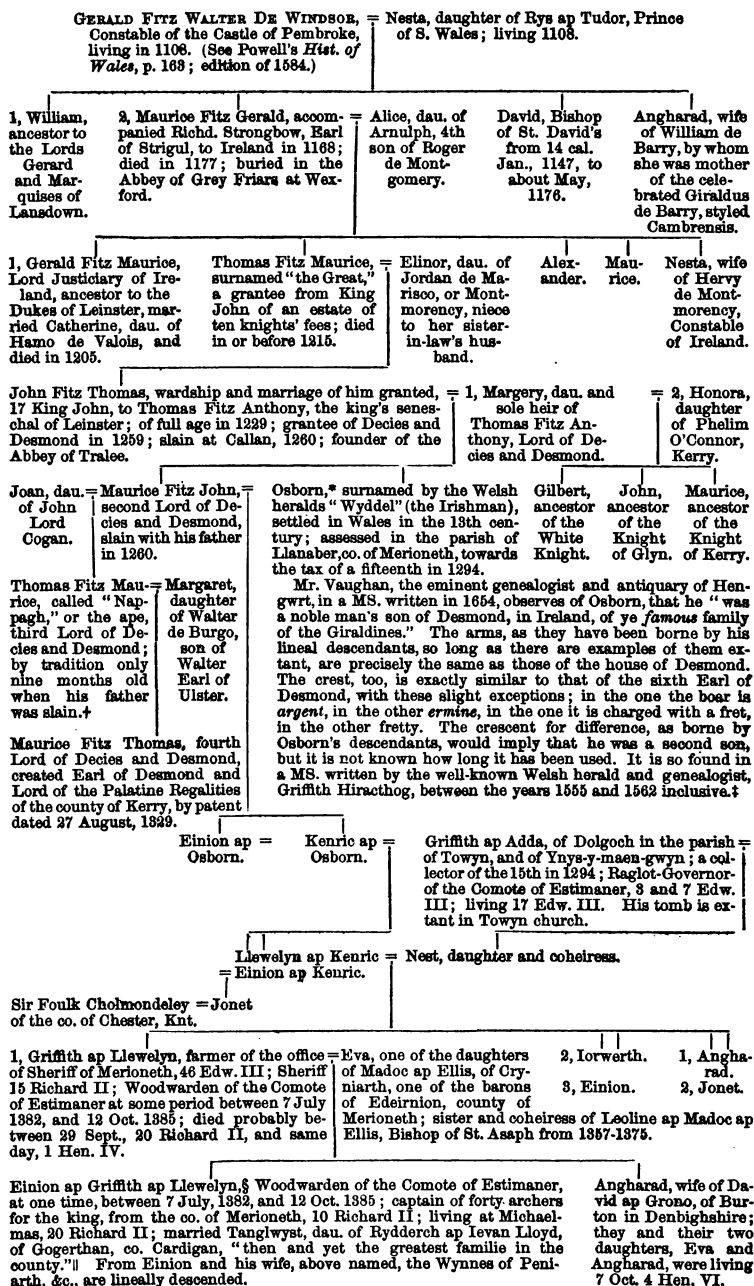 GERALD FITZ WALTER DE WINDSOR, = Nesta, daughter of Rys ap Tudor, Prince
Constable of the Castle of Pembroke, of S. Wales; living 1108.
living in 1108. (See Powell's Hist. of
Wales, p. 163; edition of 1584.)
1, William,
ancestor to
the Lords
Gerard
and Mar-
quises of
Lansdown.
2, Maurice Fitz Gerald, accom- =
panied Richd. Strongbow, Earl
of Strigul, to Ireland in 1168;
died in 1177; buried in the
Abbey of Grey Friars at Wex-
ford.
Alice, dau. of
Arnulph, 4th
son of Roger
de Mont-
gomery.
David, Bishop
of St. David's
from 14 cal.
Jan., 1147, to
about May,
1176.
Angharad, wife
of William de
Barry, by whom
she was mother
of the cele-
brated Giraldus
de Barry, styled
Cambrensis.
1, Gerald Fitz Maurice,
Lord Justiciary of Ire-
land, ancestor to the
Dukes of Leinster, mar-
ried Catherine, dau. of
Hamo de Valois, and
died in 1205.
Thomas Fitz Maurice, =
surnamed "the Great,"
a grantee from King
John of an estate of
ten knights' fees; died
in or before 1215.
Elinor, dau. of
Jordan de Ma-
risco, or Mont-
morency, niece
to her sister-
in-law's hus-
band.
Alex-
ander.
Mau-
rice.
Nesta, wife
of Hervy
de Mont-
morency,
Constable
of Ireland.
John Fitz Thomas, wardship and marriage of him granted, =
17 King John, to Thomas Fitz Anthony, the king's senes-
chal of Leinster; of full age in 1229; grantee of Decies and
Desmond in 1259; slain at Callan, 1260; founder of the
Abbey of Tralee.
1, Margery, dau. and
sole heir of
Thomas Fitz An-
thony, Lord of De-
cies and Desmond.
= 2, Honora,
daughter
of Phelim
O'Connor,
Kerry.
Joan, dau. =
of John
Lord
Cogan.
Maurice Fitz John, =
second Lord of De-
cies and Desmond,
slain with his father
in 1260.
Osborn,* surnamed by the Welsh
heralds "Wyddel" (the Irishman),
settled in Wales in the 13th cen-
tury; assessed in the parish of
Llanaber, co. of Merioneth, towards
the tax of a fifteenth in 1294.
Gilbert,
ancestor
of the
White
Knight.
John,
ancestor
of the
Knight
of Glyn.
Maurice,
ancestor
of the
Knight
of Kerry.
Thomas Fitz Mau- =
rice, called "Nap-
pagh," or the ape,
third Lord of De-
cies and Desmond;
by tradition only
nine months old
when his father
was slain.†
Margaret,
daughter
of Walter
de Burgo,
son of
Walter
Earl of
Ulster.
Mr. Vaughan, the eminent genealogist and antiquary of Hen-
gwrt, in a MS. written in 1654, observes of Osborn, that he "was
a noble man's son of Desmond, in Ireland, of ye famous family
of the Giraldines." The arms, as they have been borne by his
lineal descendants, so long as there are examples of them ex-
tant, are precisely the same as those of the house of Desmond.
The crest, too, is exactly similar to that of the sixth Earl of
Desmond, with these slight exceptions; in the one the boar is
argent, in the other ermine, in the one it is charged with a fret,
in the other fretty. The crescent for difference, as borne by
Osborn's descendants, would imply that he was a second son,
but it is not known how long it has been used. It is so found in
a MS. written by the well-known Welsh herald and genealogist,
Griffith Hiracthog, between the years 1555 and 1562 inclusive.‡
Maurice Fitz Thomas, fourth
Lord of Decies and Desmond,
created Earl of Desmond and
Lord of the Palatine Regalities
of the county of Kerry, by patent
dated 27 August, 1329.
Einion ap =
Osborn.
Kenric ap =
Osborn.
Griffith ap Adda, of Dolgoch in the parish =
of Towyn, and of Ynys-y-maen-gwyn; a col-
lector of the 15th in 1294; Raglot-Governor
of the Comote of Estimaner, 3 and 7 Edw.
III; living 17 Edw. III. His tomb is ex-
tant in Towyn church.
Llewelyn ap Kenric = Nest, daughter and coheiress.
= Einion ap Kenric.
Sir Foulk Cholmondeley = Jonet
of the co. of Chester, Knt.
1, Griffith ap Llewelyn, farmer of the office =
of Sheriff of Merioneth, 46 Edw. III; Sheriff
15 Richard II; Woodwarden of the Comote
of Estimaner at some period between 7 July
1382, and 12 Oct. 1385; died probably be-
tween 29 Sept., 20 Richard II, and same
day, 1 Hen. IV.
Eva, one of the daughters
of Madoc ap Ellis, of Cry-
niarth, one of the barons
of Edeirnion, county of
Merioneth; sister and coheiress of Leoline ap Madoc ap
Ellis, Bishop of St. Asaph from 1357-1375.
2, Iorwerth.
3, Einion.
1, Angha-
rad.
2, Jonet.
Einion ap Griffith ap Llewelyn,§ Woodwarden of the Comote of Estimaner,
at one time, between 7 July, 1382, and 12 Oct. 1385; captain of forty archers
for the king, from the co. of Merioneth, 10 Richard II; living at Michael-
mas, 20 Richard II; married Tanglwyst, dau. of Rydderch ap Ievan Lloyd,
of Gogerthan, co. Cardigan, "then and yet the greatest familie in the
county."‖ From Einion and his wife, above named, the Wynnes of Peni-
arth, &c., are lineally descended.
Angharad, wife of Da-
vid ap Grono, of Bur-
ton in Denbighshire;
they and their two
daughters, Eva and
Angharad, were living
7 Oct. 4 Hen. VI.